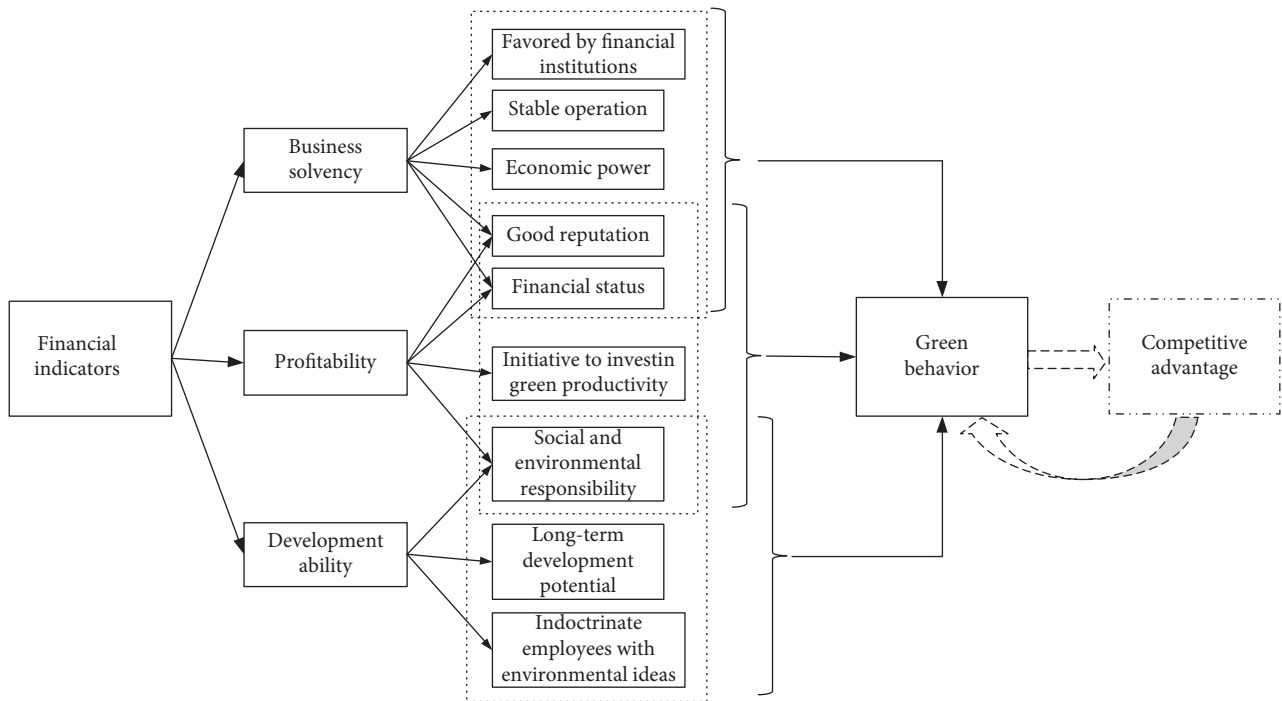 Financial
indicators
Business
solvency
Profitability
Development
ability
Favored by financial
institutions
Stable operation
Economic power
Good reputation
Financial status
Initiative to investin
green productivity
Social and
environmental
responsibility
Long-term
development
potential
Indoctrinate
employees with
environmental ideas
Green
behavior
Competitive
advantage